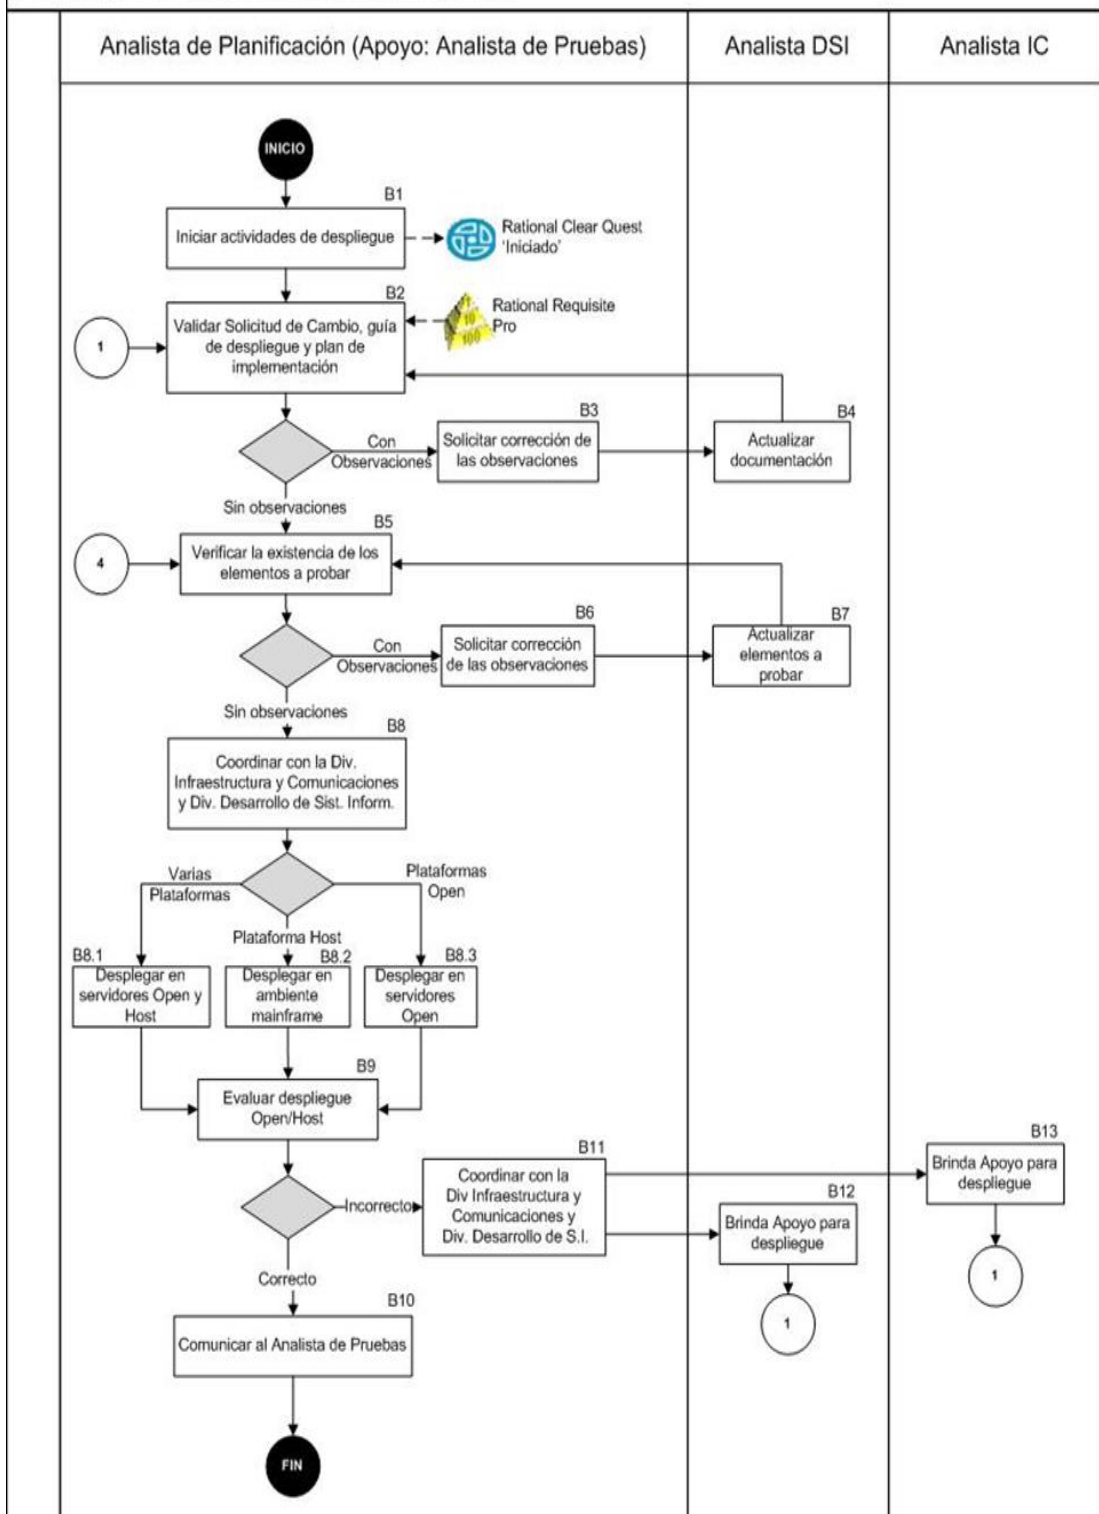 Analista de Planificación (Apoyo: Analista de Pruebas)
Analista DSI
Analista IC
INICIO
B1
Iniciar actividades de despliegue
Rational Clear Quest
'Iniciado'
B2
Validar Solicitud de Cambio, guía
de despliegue y plan de
implementación
Rational Requisite
Pro
1
10
100
1
Con
Observaciones
B3
Solicitar corrección de
las observaciones
B4
Actualizar
documentación
Sin observaciones
B5
Verificar la existencia de los
elementos a probar
4
Con
Observaciones
B6
Solicitar corrección
de las observaciones
B7
Actualizar
elementos a
probar
Sin observaciones
B8
Coordinar con la Div.
Infraestructura y Comunicaciones
y Div. Desarrollo de Sist. Inform.
Varias
Plataformas
Plataforma Host
Plataformas
Open
B8.1
Desplegar en
servidores Open y
Host
B8.2
Desplegar en
ambiente
mainframe
B8.3
Desplegar en
servidores
Open
B9
Evaluar despliegue
Open/Host
Incorrecto
B11
Coordinar con la
Div Infraestructura y
Comunicaciones y
Div. Desarrollo de S.I.
B12
Brinda Apoyo para
despliegue
1
B13
Brinda Apoyo para
despliegue
1
Correcto
B10
Comunicar al Analista de Pruebas
FIN